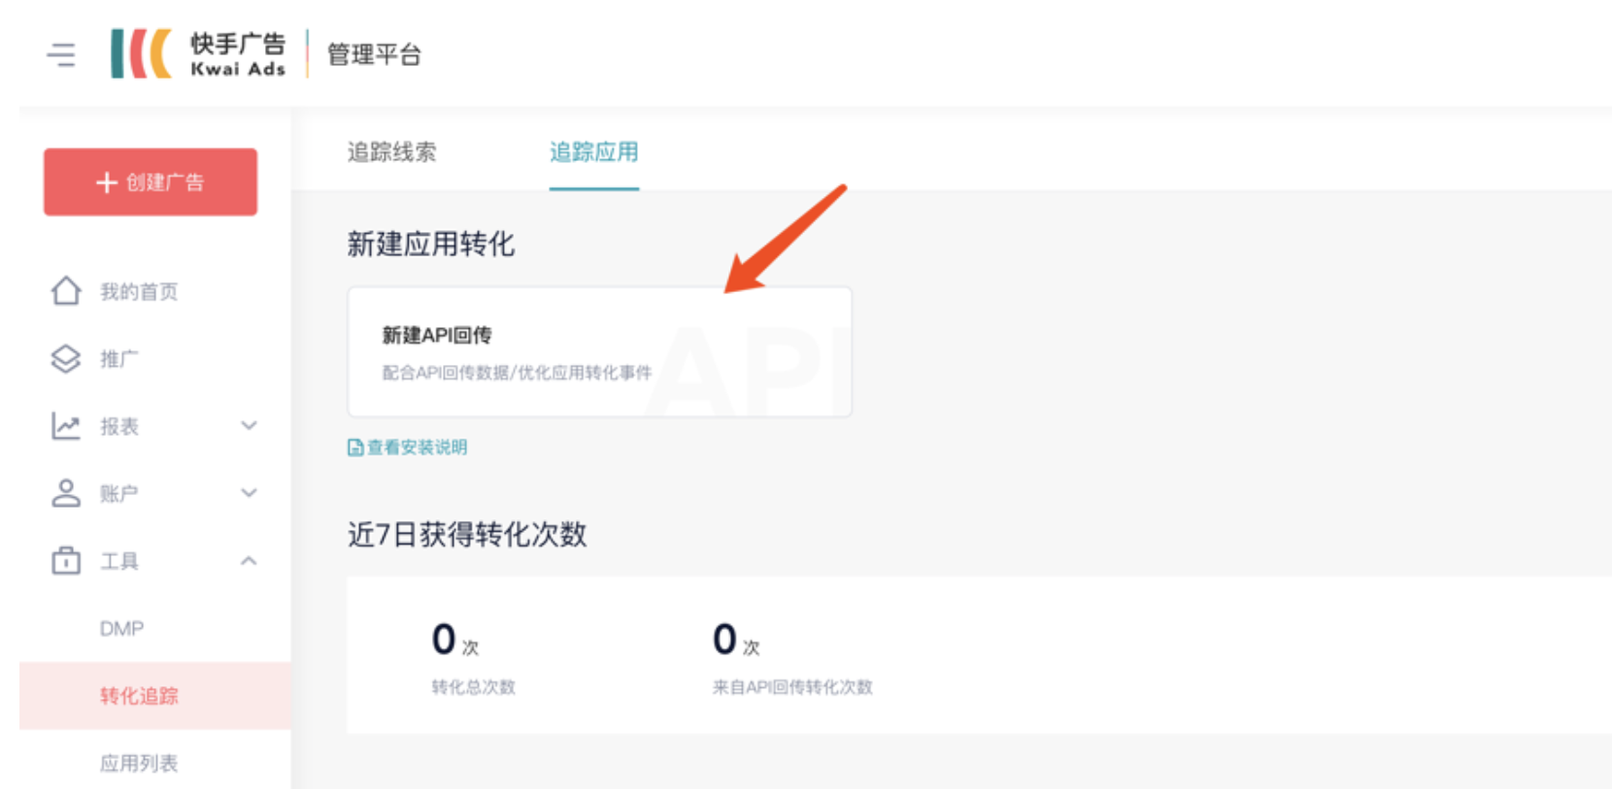 快手广告
Kwai Ads
管理平台
创建广告
我的首页
推广
报表
账户
工具
DMP
转化追踪
应用列表
追踪线索
追踪应用
新建应用转化
新建API回传
配合API回传数据/优化应用转化事件
API
查看安装说明
近7日获得转化次数
0 次
转化总次数
0 次
来自API回传转化次数